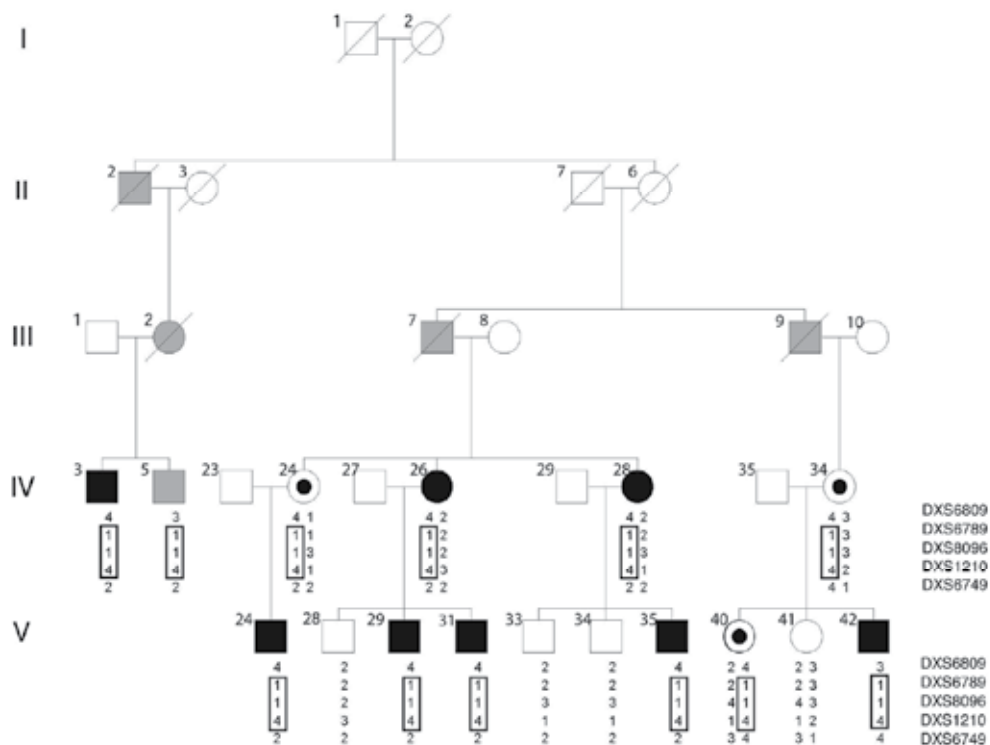 I 1 2
II 2 3 7 6
III 1 2 7 8 9 10
IV 3 5 23 24 27 26 29 28 35 34
4 3 4 1 4 2 4 2 4 3 DXS6809
1 1 1 1 1 2 1 2 1 3 DXS6789
1 1 1 3 1 2 1 3 1 3 DXS8096
4 4 4 1 4 3 4 1 4 2 DXS1210
2 2 2 2 2 2 2 2 4 1 DXS6749
V 24 28 29 31 33 34 35 40 41 42
4 2 4 4 2 2 4 2 4 2 3 3 DXS6809
1 2 1 1 2 2 1 2 1 2 3 1 DXS6789
1 2 1 1 3 3 1 4 1 4 3 1 DXS8096
4 3 4 4 1 1 4 1 4 1 2 4 DXS1210
2 2 2 2 2 2 2 3 4 3 1 4 DXS6749